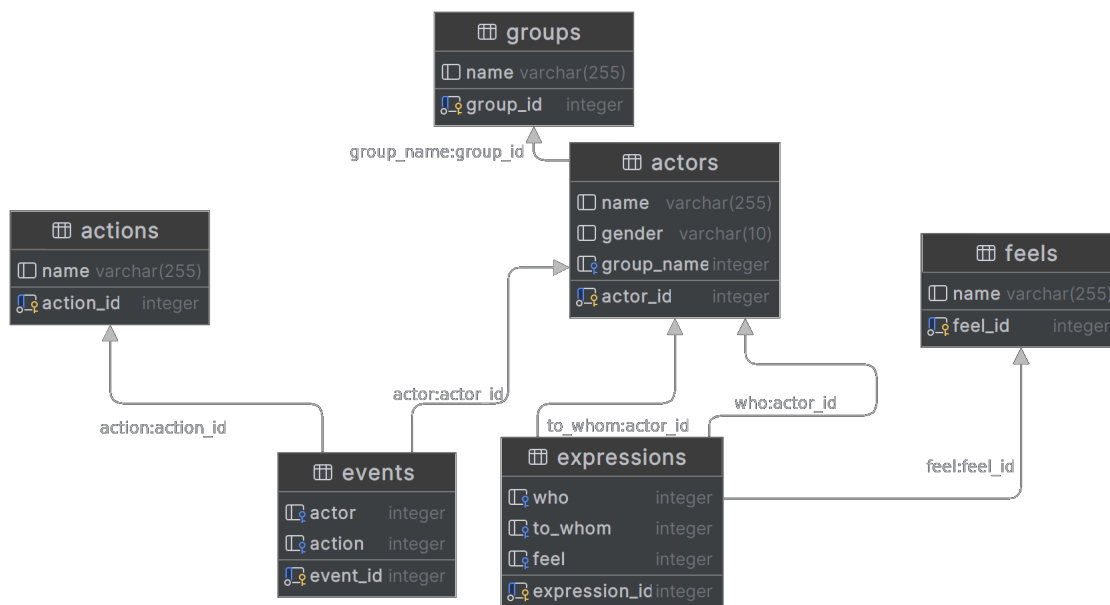 groups
name varchar(255)
group_id integer
group_name:group_id
actors
name varchar(255)
gender varchar(10)
group_name integer
actor_id integer
actions
name varchar(255)
action_id integer
feels
name varchar(255)
feel_id integer
actor:actor_id
who:actor_id
action:action_id
to_whom:actor_id
feel:feel_id
events
actor integer
action integer
event_id integer
expressions
who integer
to_whom integer
feel integer
expression_id integer